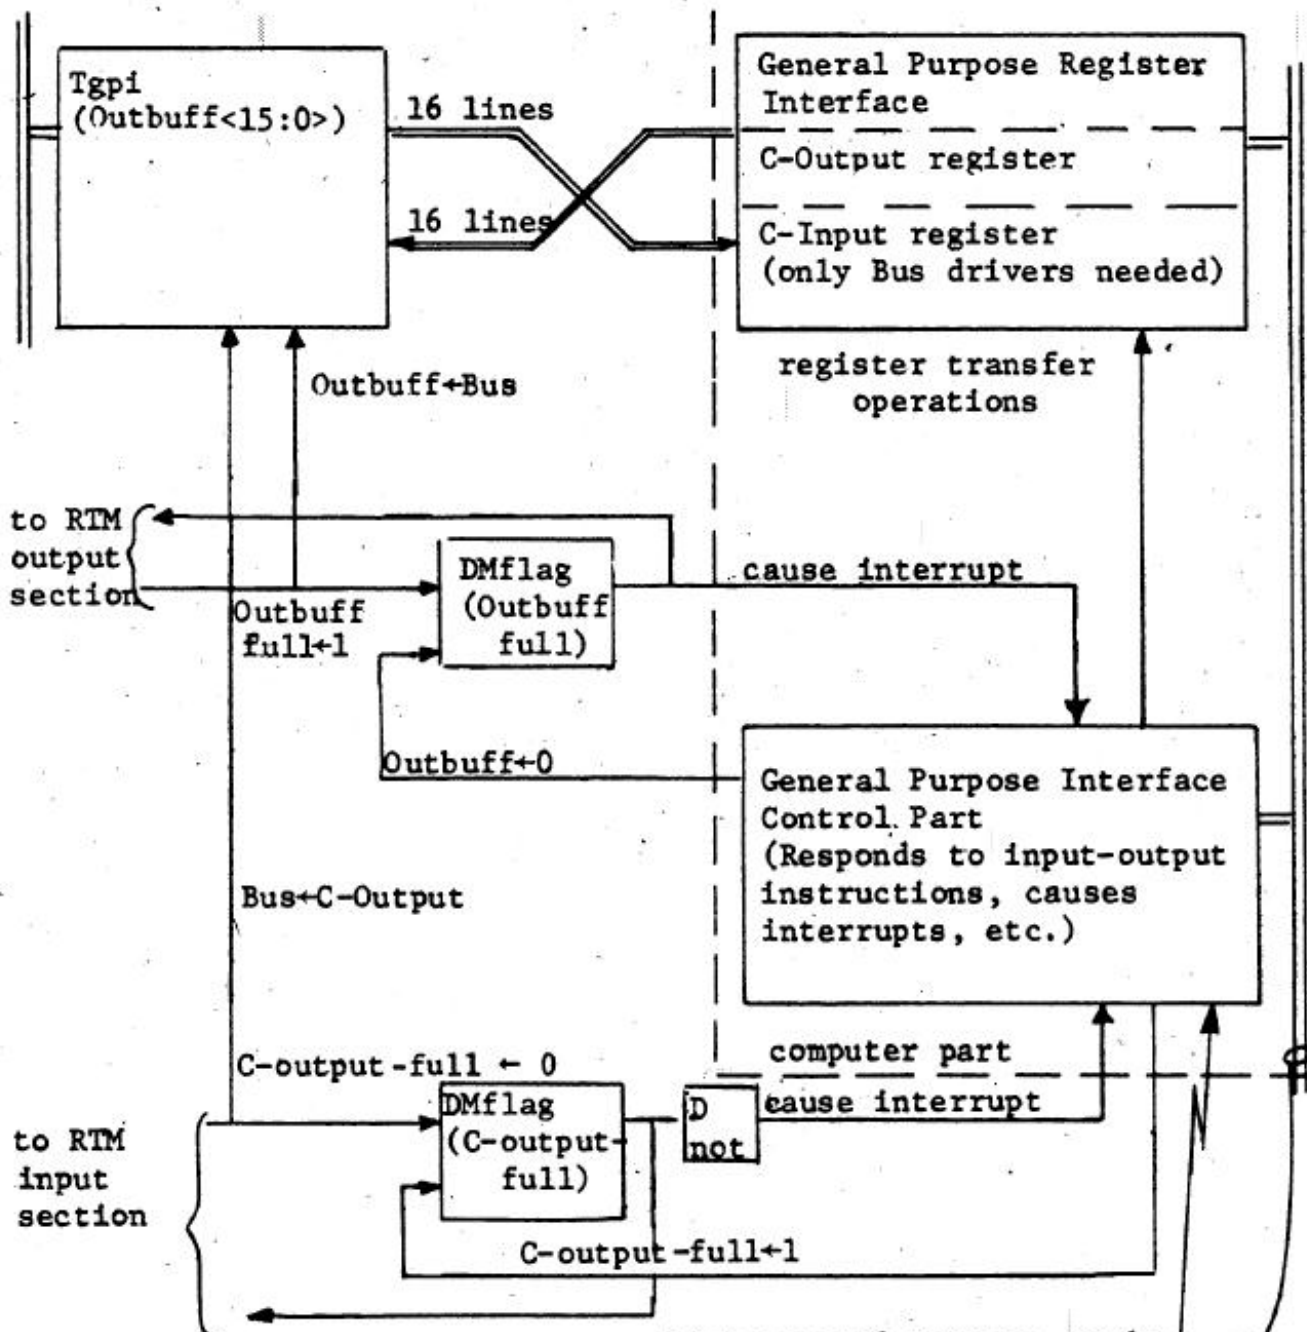 Tgpi
(Outbuff<15:0>)
16 lines
16 lines
General Purpose Register
Interface
C-Output register
C-Input register
(only Bus drivers needed)
Outbuff←Bus
register transfer
operations
to RTM
output
section
Outbuff
full←1
DMflag
(Outbuff
full)
cause interrupt
Outbuff←0
General Purpose Interface
Control Part
(Responds to input-output
instructions, causes
interrupts, etc.)
Bus←C-Output
computer part
C-output-full ← 0
to RTM
input
section
DMflag
(C-output-
full)
D
not
cause interrupt
C-output-full←1